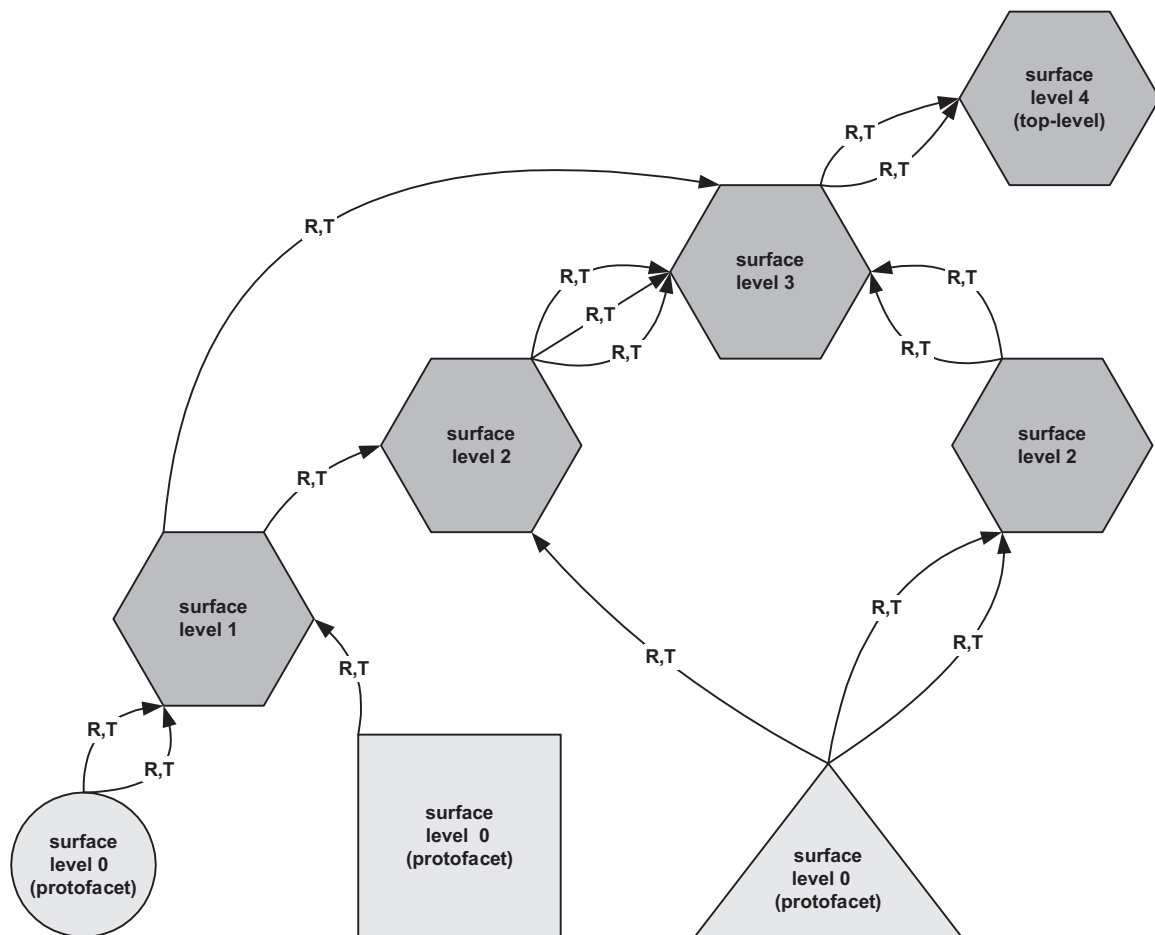 surface
level 4
(top-level)
R,T
R,T
R,T
surface
level 3
R,T
R,T
R,T
R,T
R,T
surface
level 2
surface
level 2
R,T
surface
level 1
R,T
R,T
R,T
R,T
R,T
R,T
surface
level 0
(protofacet)
surface
level 0
(protofacet)
surface
level 0
(protofacet)